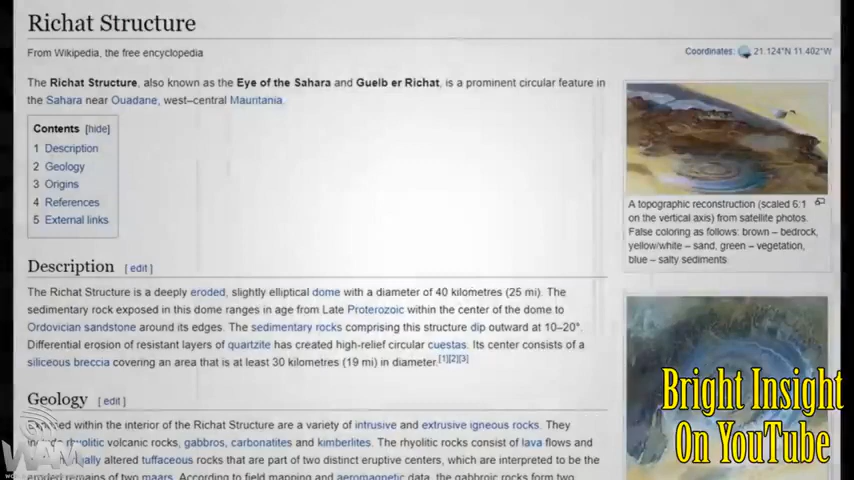 Richat Structure
From Wikipedia, the free encyclopedia
Coordinates: 21.124°N 11.402°W
The Richat Structure, also known as the Eye of the Sahara and Guelb er Richat, is a prominent circular feature in
the Sahara near Ouadane, west–central Mauritania.
Contents [hide]
1 Description
2 Geology
3 Origins
4 References
5 External links
A topographic reconstruction (scaled 6:1
on the vertical axis) from satellite photos.
False coloring as follows: brown – bedrock,
yellow/white – sand, green – vegetation,
blue – salty sediments
Description [ edit ]
The Richat Structure is a deeply eroded, slightly elliptical dome with a diameter of 40 kilometres (25 mi). The
sedimentary rock exposed in this dome ranges in age from Late Proterozoic within the center of the dome to
Ordovician sandstone around its edges. The sedimentary rocks comprising this structure dip outward at 10–20°.
Differential erosion of resistant layers of quartzite has created high-relief circular cuestas. Its center consists of a
siliceous breccia covering an area that is at least 30 kilometres (19 mi) in diameter.[1][2][3]
Geology [ edit ]
Exposed within the interior of the Richat Structure are a variety of intrusive and extrusive igneous rocks. They
include rhyolitic volcanic rocks, gabbros, carbonatites and kimberlites. The rhyolitic rocks consist of lava flows and
altered tuffaceous rocks that are part of two distinct eruptive centers, which are interpreted to be the
eroded remains of two maars. According to field mapping and aeromagnetic data, the gabbroic rocks form two
Bright Insight
On YouTube
WAM